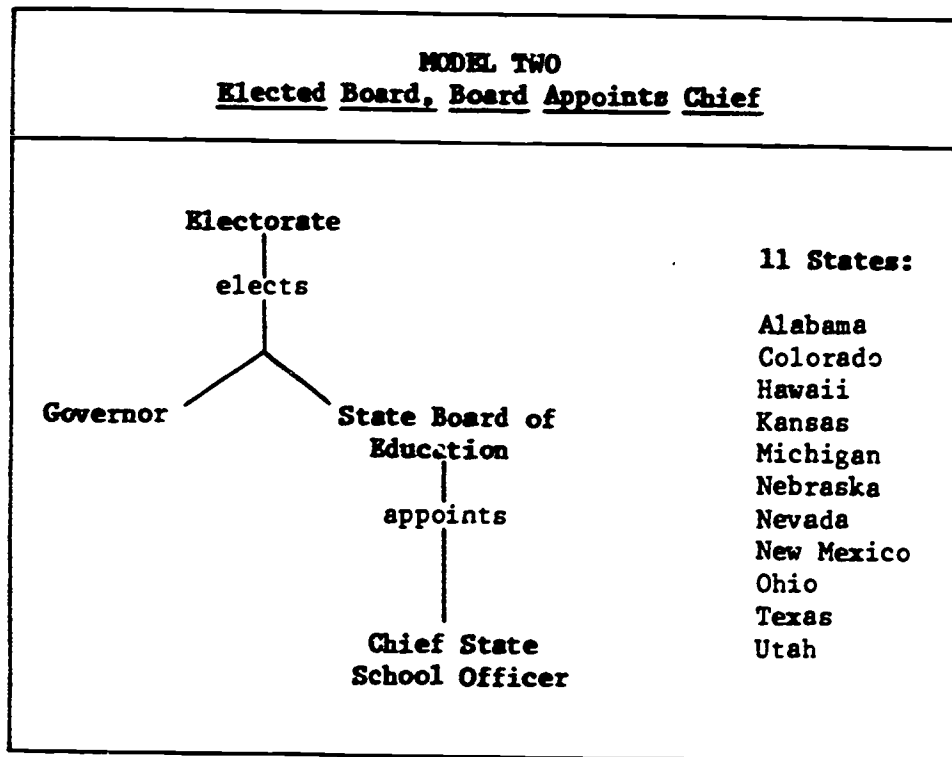 MODEL TWO
Elected Board, Board Appoints Chief
Electorate
elects
Governor
State Board of
Education
appoints
Chief State
School Officer
11 States:
Alabama
Colorado
Hawaii
Kansas
Michigan
Nebraska
Nevada
New Mexico
Ohio
Texas
Utah